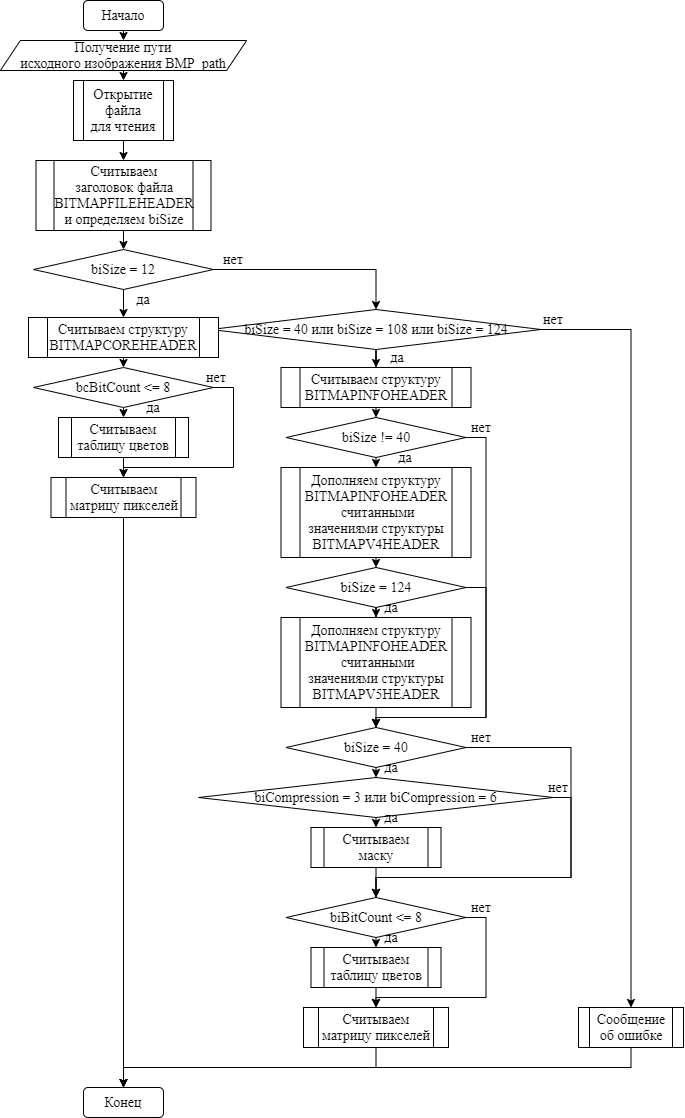 Начало
Получение пути
исходного изображения BMP_path
Открытие
файла
для чтения
Считываем
заголовок файла
BITMAPFILEHEADER
и определяем biSize
biSize = 12
нет
да
Считываем структуру
BITMAPCOREHEADER
biSize = 40 или biSize = 108 или biSize = 124
нет
да
bcBitCount <= 8
нет
да
Считываем
таблицу цветов
Считываем
матрицу пикселей
Считываем структуру
BITMAPINFOHEADER
biSize != 40
нет
да
Дополняем структуру
BITMAPINFOHEADER
считанными
значениями структуры
BITMAPV4HEADER
biSize = 124
да
Дополняем структуру
BITMAPINFOHEADER
считанными
значениями структуры
BITMAPV5HEADER
biSize = 40
нет
да
biCompression = 3 или biCompression = 6
нет
да
Считываем
маску
biBitCount <= 8
нет
да
Считываем
таблицу цветов
Считываем
матрицу пикселей
Сообщение
об ошибке
Конец